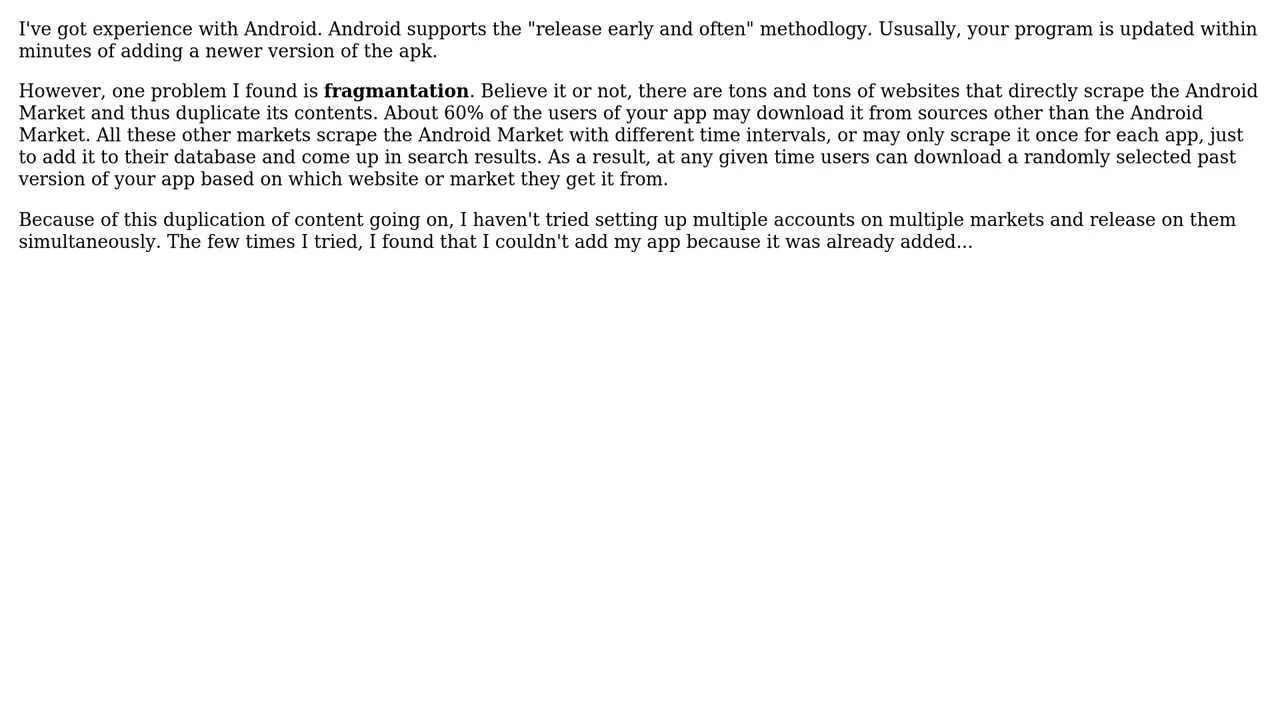 I've got experience with Android. Android supports the "release early and often" methodlogy. Ususally, your program is updated within
minutes of adding a newer version of the apk.
However, one problem I found is fragmantation. Believe it or not, there are tons and tons of websites that directly scrape the Android
Market and thus duplicate its contents. About 60% of the users of your app may download it from sources other than the Android
Market. All these other markets scrape the Android Market with different time intervals, or may only scrape it once for each app, just
to add it to their database and come up in search results. As a result, at any given time users can download a randomly selected past
version of your app based on which website or market they get it from.
Because of this duplication of content going on, I haven't tried setting up multiple accounts on multiple markets and release on them
simultaneously. The few times I tried, I found that I couldn't add my app because it was already added...